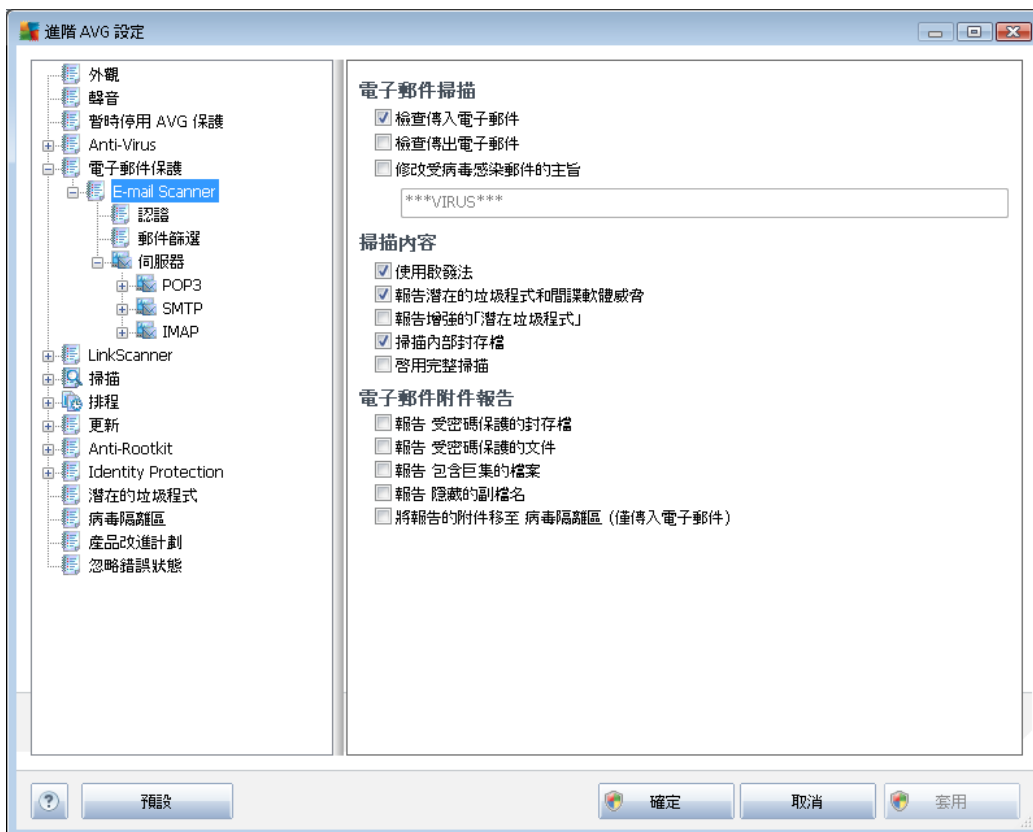 進階 AVG 設定
外觀
聲音
暫時停用 AVG 保護
Anti-Virus
電子郵件保護
E-mail Scanner
認證
郵件篩選
伺服器
POP3
SMTP
IMAP
LinkScanner
掃描
排程
更新
Anti-Rootkit
Identity Protection
潛在的垃圾程式
病毒隔離區
產品改進計劃
忽略錯誤狀態
電子郵件掃描
檢查傳入電子郵件
檢查傳出電子郵件
修改受病毒感染郵件的主旨
***VIRUS***
掃描內容
使用啟發法
報告潛在的垃圾程式和間諜軟體威脅
報告增強的「潛在垃圾程式」
掃描內部封存檔
啓用完整掃描
電子郵件附件報告
報告 受密碼保護的封存檔
報告 受密碼保護的文件
報告 包含巨集的檔案
報告 隱藏的副檔名
將報告的附件移至 病毒隔離區 (僅傳入電子郵件)
?
預設
確定
取消
套用